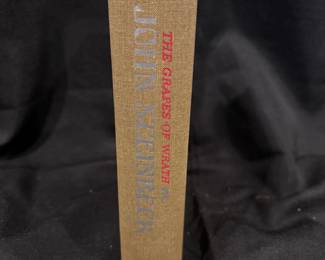 THE GRAPES OF WRATH
JOHN STEINBECK